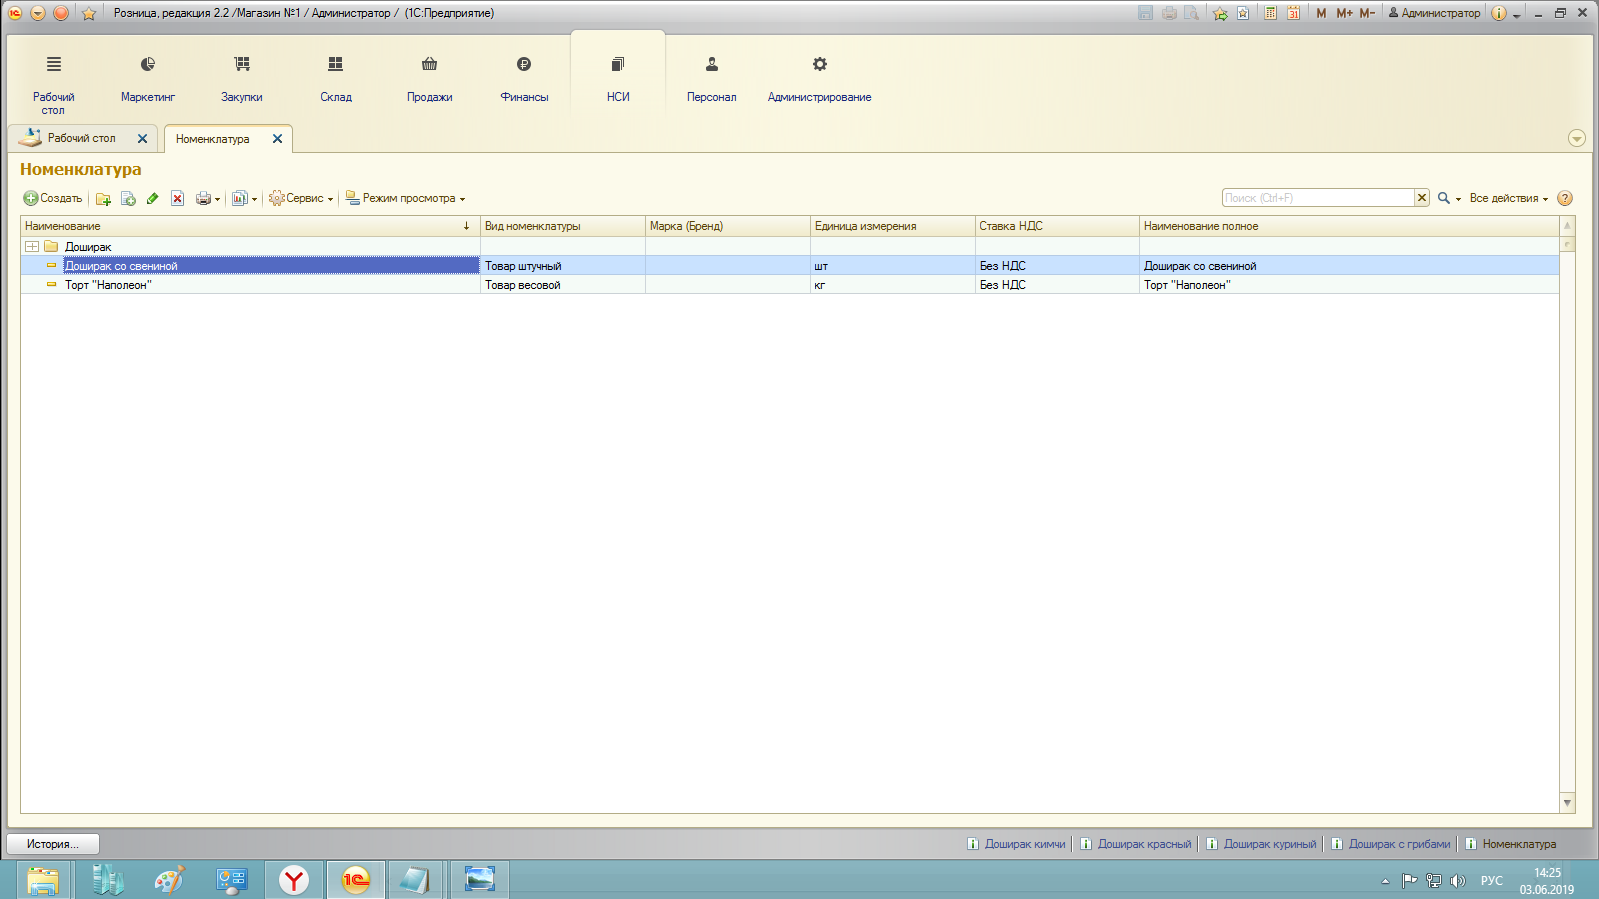 Розница, редакция 2.2 /Магазин №1 / Администратор / (1С:Предприятие)
31 M M+ M- Администратор
Рабочий стол
Маркетинг
Закупки
Склад
Продажи
Финансы
НСИ
Персонал
Администрирование
Рабочий стол
Номенклатура
Номенклатура
Создать
Сервис
Режим просмотра
Поиск (Ctrl+F)
Все действия
Наименование Вид номенклатуры Марка (Бренд) Единица измерения Ставка НДС Наименование полное
Доширак
Доширак со свениной Товар штучный шт Без НДС Доширак со свениной
Торт "Наполеон" Товар весовой кг Без НДС Торт "Наполеон"
История...
Доширак кимчи
Доширак красный
Доширак куриный
Доширак с грибами
Номенклатура
РУС
14:25
03.06.2019